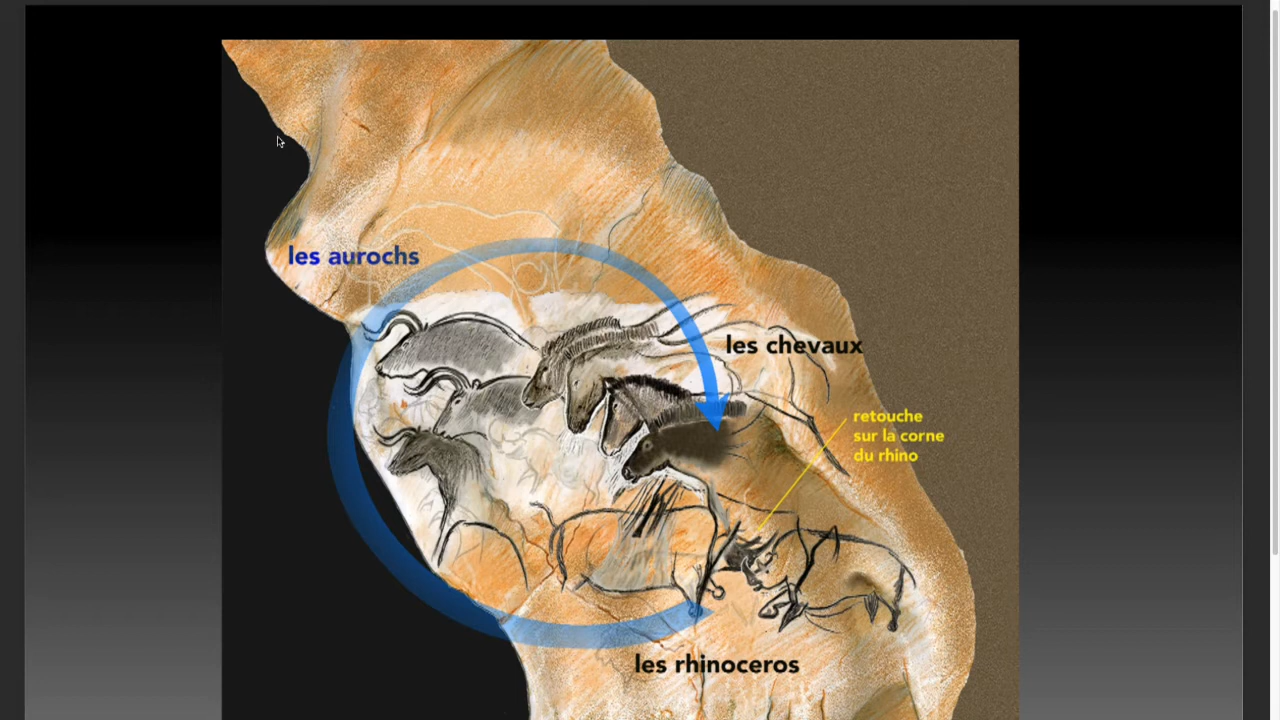 les aurochs
les chevaux
retouche
sur la corne
du rhino
les rhinoceros